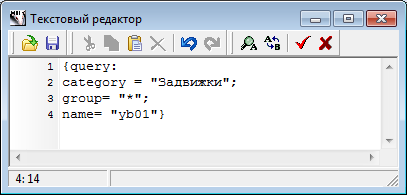 Текстовый редактор
1 {query:
2 category = "Задвижки";
3 group= "*";
4 name= "yb01"}
4:14